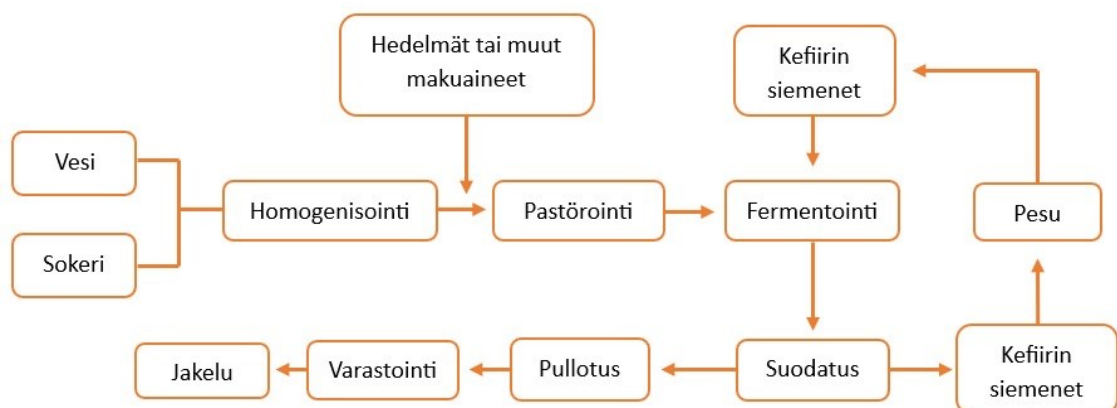 Hedelmät tai muut
makuaineet
Kefiirin
siemenet
Vesi
Sokeri
Homogenisointi
Pastörointi
Fermentointi
Pesu
Jakelu
Varastointi
Pullotus
Suodatus
Kefiirin
siemenet